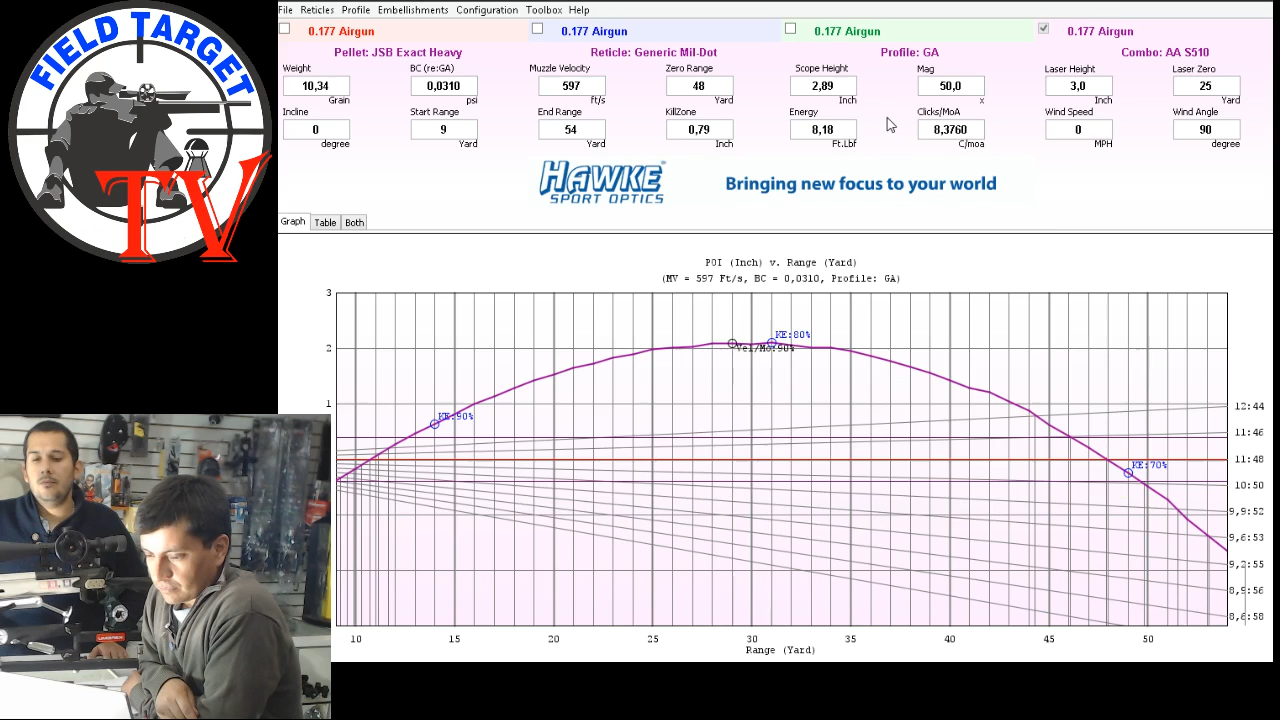 FIELD TARGET
TV
File Reticles Profile Embellishments Configuration Toolbox Help
0.177 Airgun 0.177 Airgun 0.177 Airgun 0.177 Airgun
Pellet: JSB Exact Heavy Reticle: Generic Mil-Dot Profile: GA Combo: AA S510
Weight BC (re:GA) Muzzle Velocity Zero Range Scope Height Mag Laser Height Laser Zero
10,34 0,0310 597 48 2,89 50,0 3,0 25
Grain psi ft/s Yard Inch x Inch Yard
Incline Start Range End Range KillZone Energy Clicks/MoA Wind Speed Wind Angle
0 9 54 0,79 8,18 8,3760 0 90
degree Yard Yard Inch Ft.Lbf C/moa MPH degree
HAWKE
SPORT OPTICS
Bringing new focus to your world
Graph Table Both
POI (Inch) v. Range (Yard)
(MV = 597 Ft/s, BC = 0,0310, Profile: GA)
3
KE:80%
2
Vel/Mo:90%
1
12:44
KE:90%
11:46
11:48
KE:70%
10:50
9,9:52
9,6:53
9,2:55
8,9:56
8,6:58
10 15 20 25 30 35 40 45 50
Range (Yard)